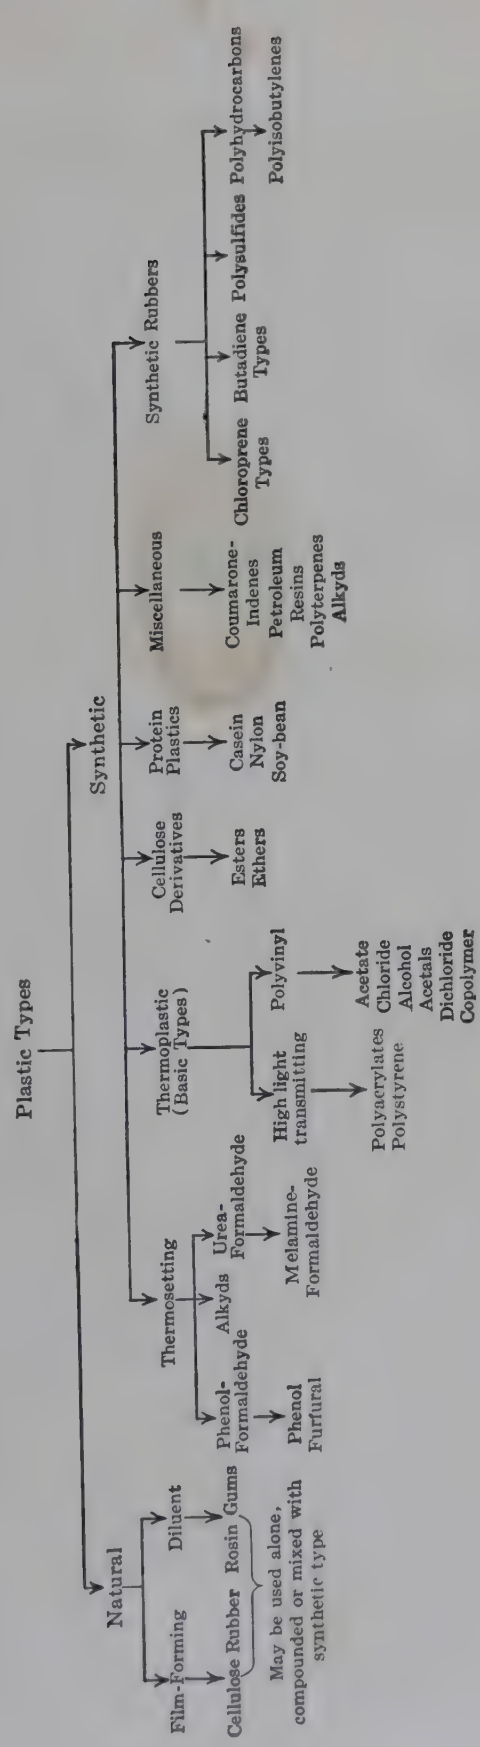 Plastic Types
Natural
Synthetic
Film-Forming
Diluent
Cellulose Rubber
Rosin Gums
May be used alone,
compounded or mixed with
synthetic type
Thermosetting
Phenol-
Formaldehyde
Alkyds
Urea-
Formaldehyde
Phenol
Furfural
Melamine-
Formaldehyde
Thermoplastic
(Basic Types)
High light
transmitting
Polyvinyl
Polyacrylates
Polystyrene
Acetate
Chloride
Alcohol
Acetals
Dichloride
Copolymer
Cellulose
Derivatives
Esters
Ethers
Protein
Plastics
Casein
Nylon
Soy-bean
Miscellaneous
Coumarone-
Indenes
Petroleum
Resins
Polyterpenes
Alkyds
Synthetic Rubbers
Chloroprene
Types
Butadiene
Types
Polysulfides
Polyhydrocarbons
Polyisobutylenes